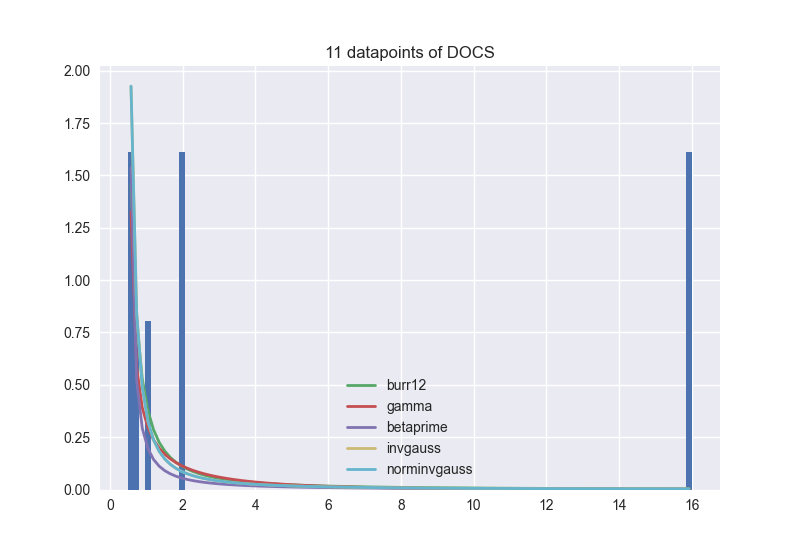 11 datapoints of DOCS
2.00
1.75
1.50
1.25
1.00
0.75
0.50
0.25
0.00
burr12
gamma
betaprime
invgauss
norminvgauss
0 2 4 6 8 10 12 14 16